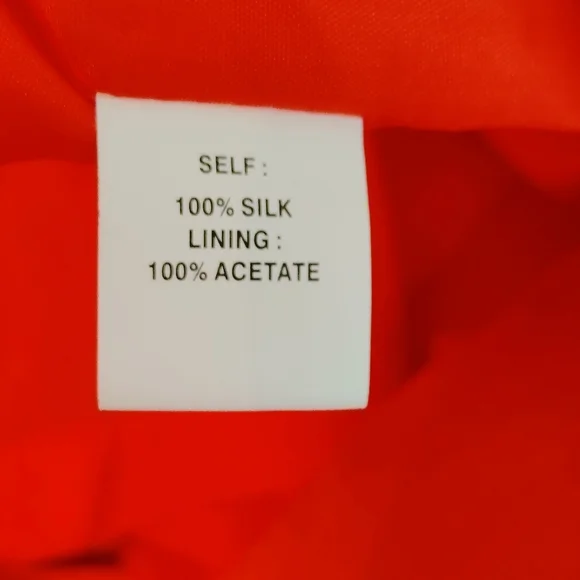 SELF :
100% SILK
LINING :
100% ACETATE